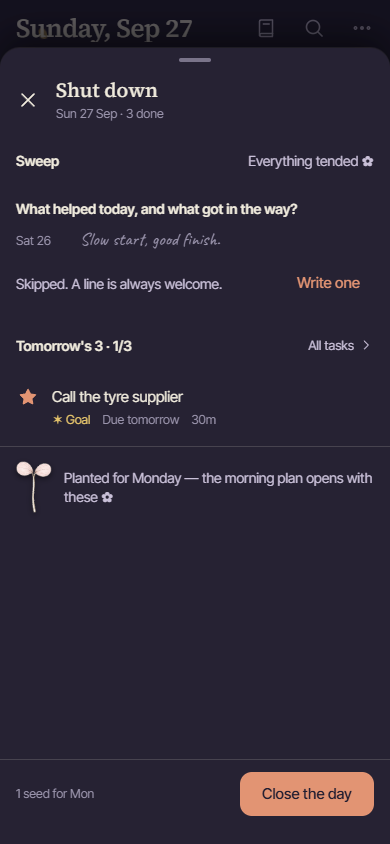 Sunday, Sep 27
Shut down
Sun 27 Sep · 3 done
Sweep
Everything tended ✿
What helped today, and what got in the way?
Sat 26
Slow start, good finish.
Skipped. A line is always welcome.
Write one
Tomorrow's 3 · 1/3
All tasks
Call the tyre supplier
✶ Goal Due tomorrow 30m
Planted for Monday — the morning plan opens with
these ✿
1 seed for Mon
Close the day